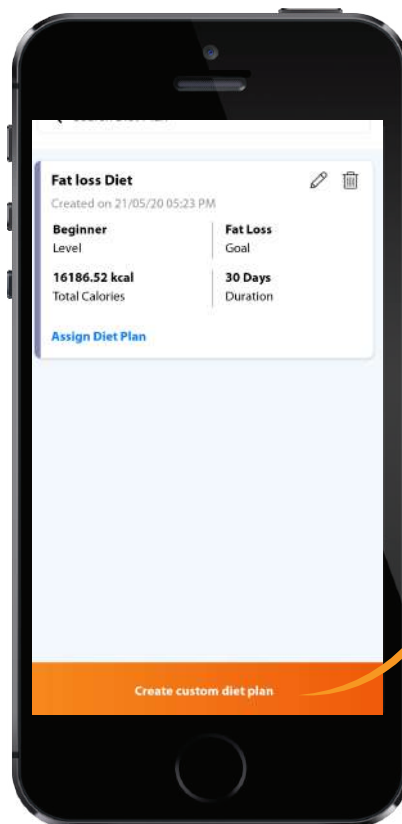 Fat loss Diet
Created on 21/05/20 05:23 PM
Beginner
Level
Fat Loss
Goal
16186.52 kcal
Total Calories
30 Days
Duration
Assign Diet Plan
Create custom diet plan